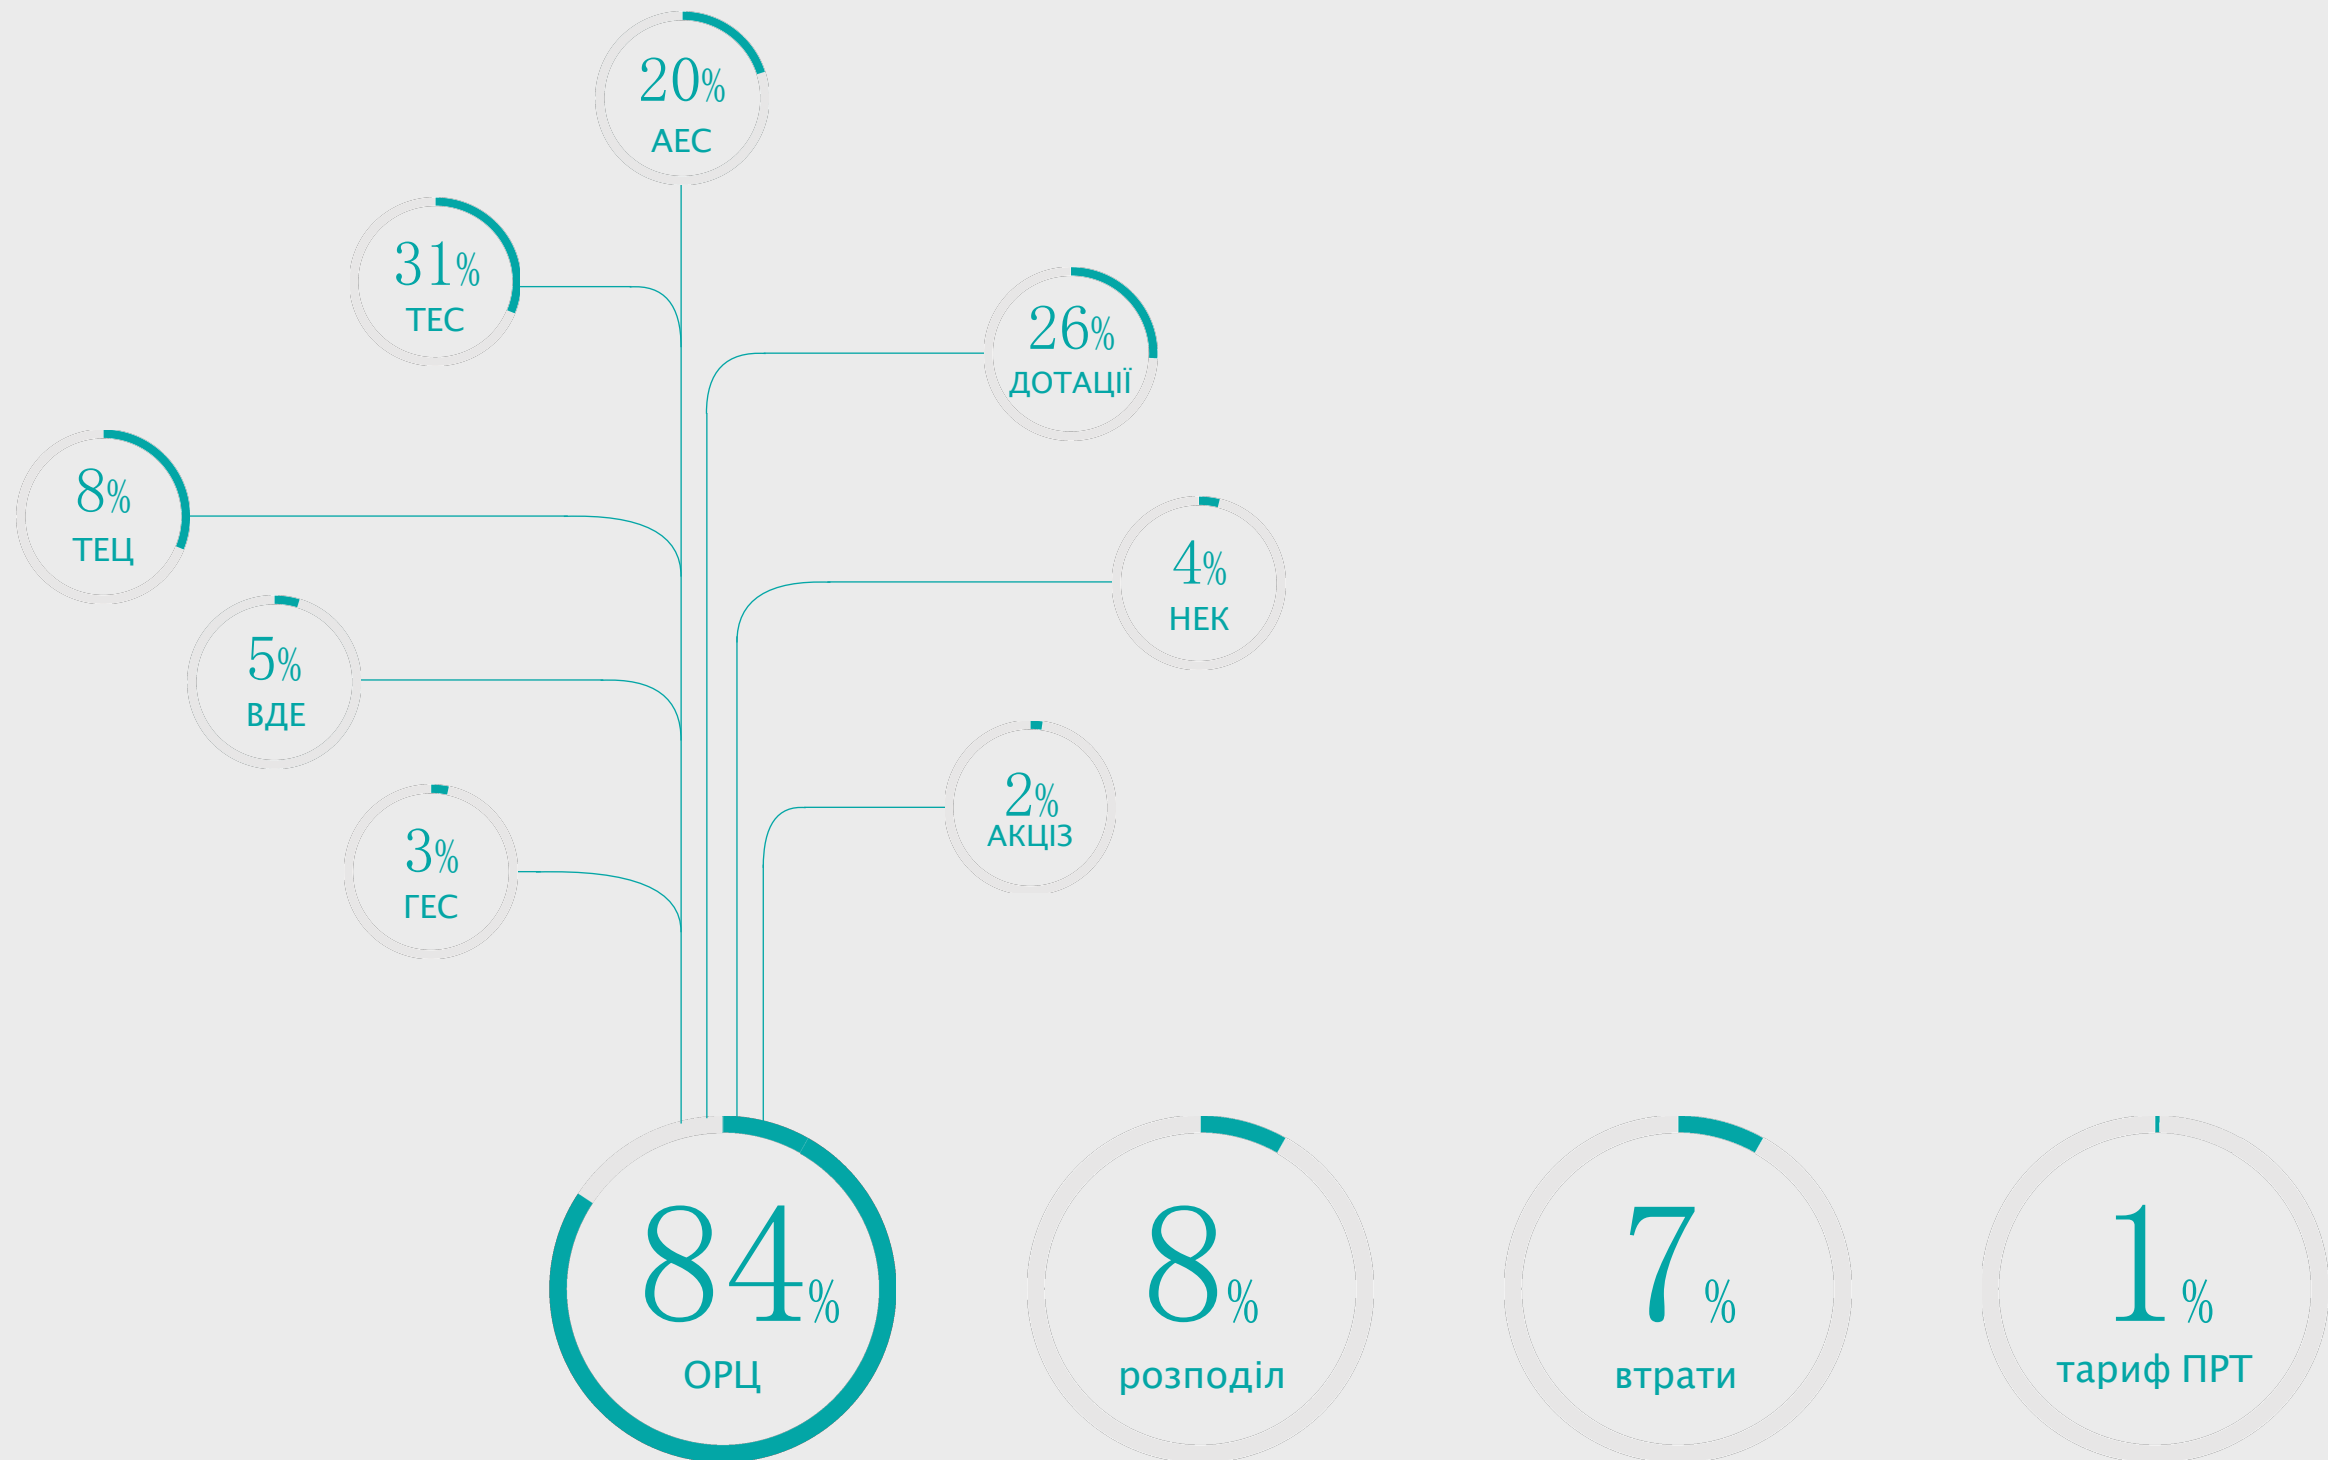 20%
АЕС
31%
ТЕС
26%
ДОТАЦІЇ
8%
ТЕЦ
4%
НЕК
5%
ВДЕ
2%
АКЦІЗ
3%
ГЕС
84%
ОРЦ
8%
розподіл
7%
втрати
1%
тариф ПРТ